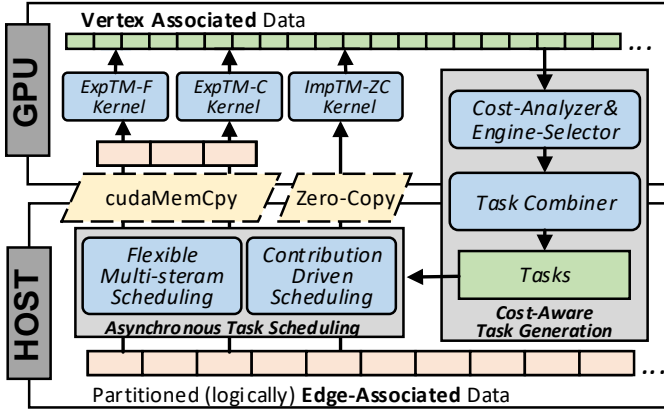 Vertex Associated Data
...
GPU
ExpTM-F
Kernel
ExpTM-C
Kernel
ImpTM-ZC
Kernel
Cost-Analyzer&
Engine-Selector
cudaMemCpy
Zero-Copy
Task Combiner
HOST
Flexible
Multi-steram
Scheduling
Contribution
Driven
Scheduling
Tasks
Asynchronous Task Scheduling
Cost-Aware
Task Generation
...
Partitioned (logically) Edge-Associated Data